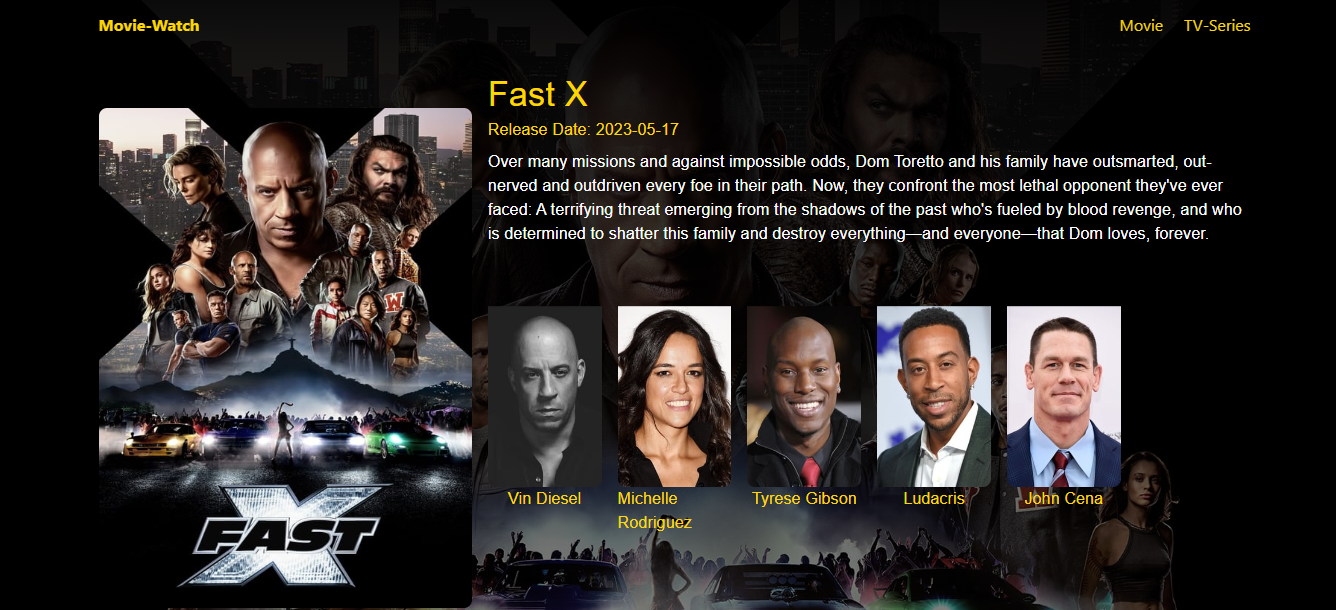 Movie-Watch
Movie TV-Series
Fast X
Release Date: 2023-05-17
Over many missions and against impossible odds, Dom Toretto and his family have outsmarted, out-
nerved and outdriven every foe in their path. Now, they confront the most lethal opponent they've ever
faced: A terrifying threat emerging from the shadows of the past who's fueled by blood revenge, and who
is determined to shatter this family and destroy everything—and everyone—that Dom loves, forever.
W
X
FAST
Vin Diesel
Michelle
Rodriguez
Tyrese Gibson
Ludacris
John Cena